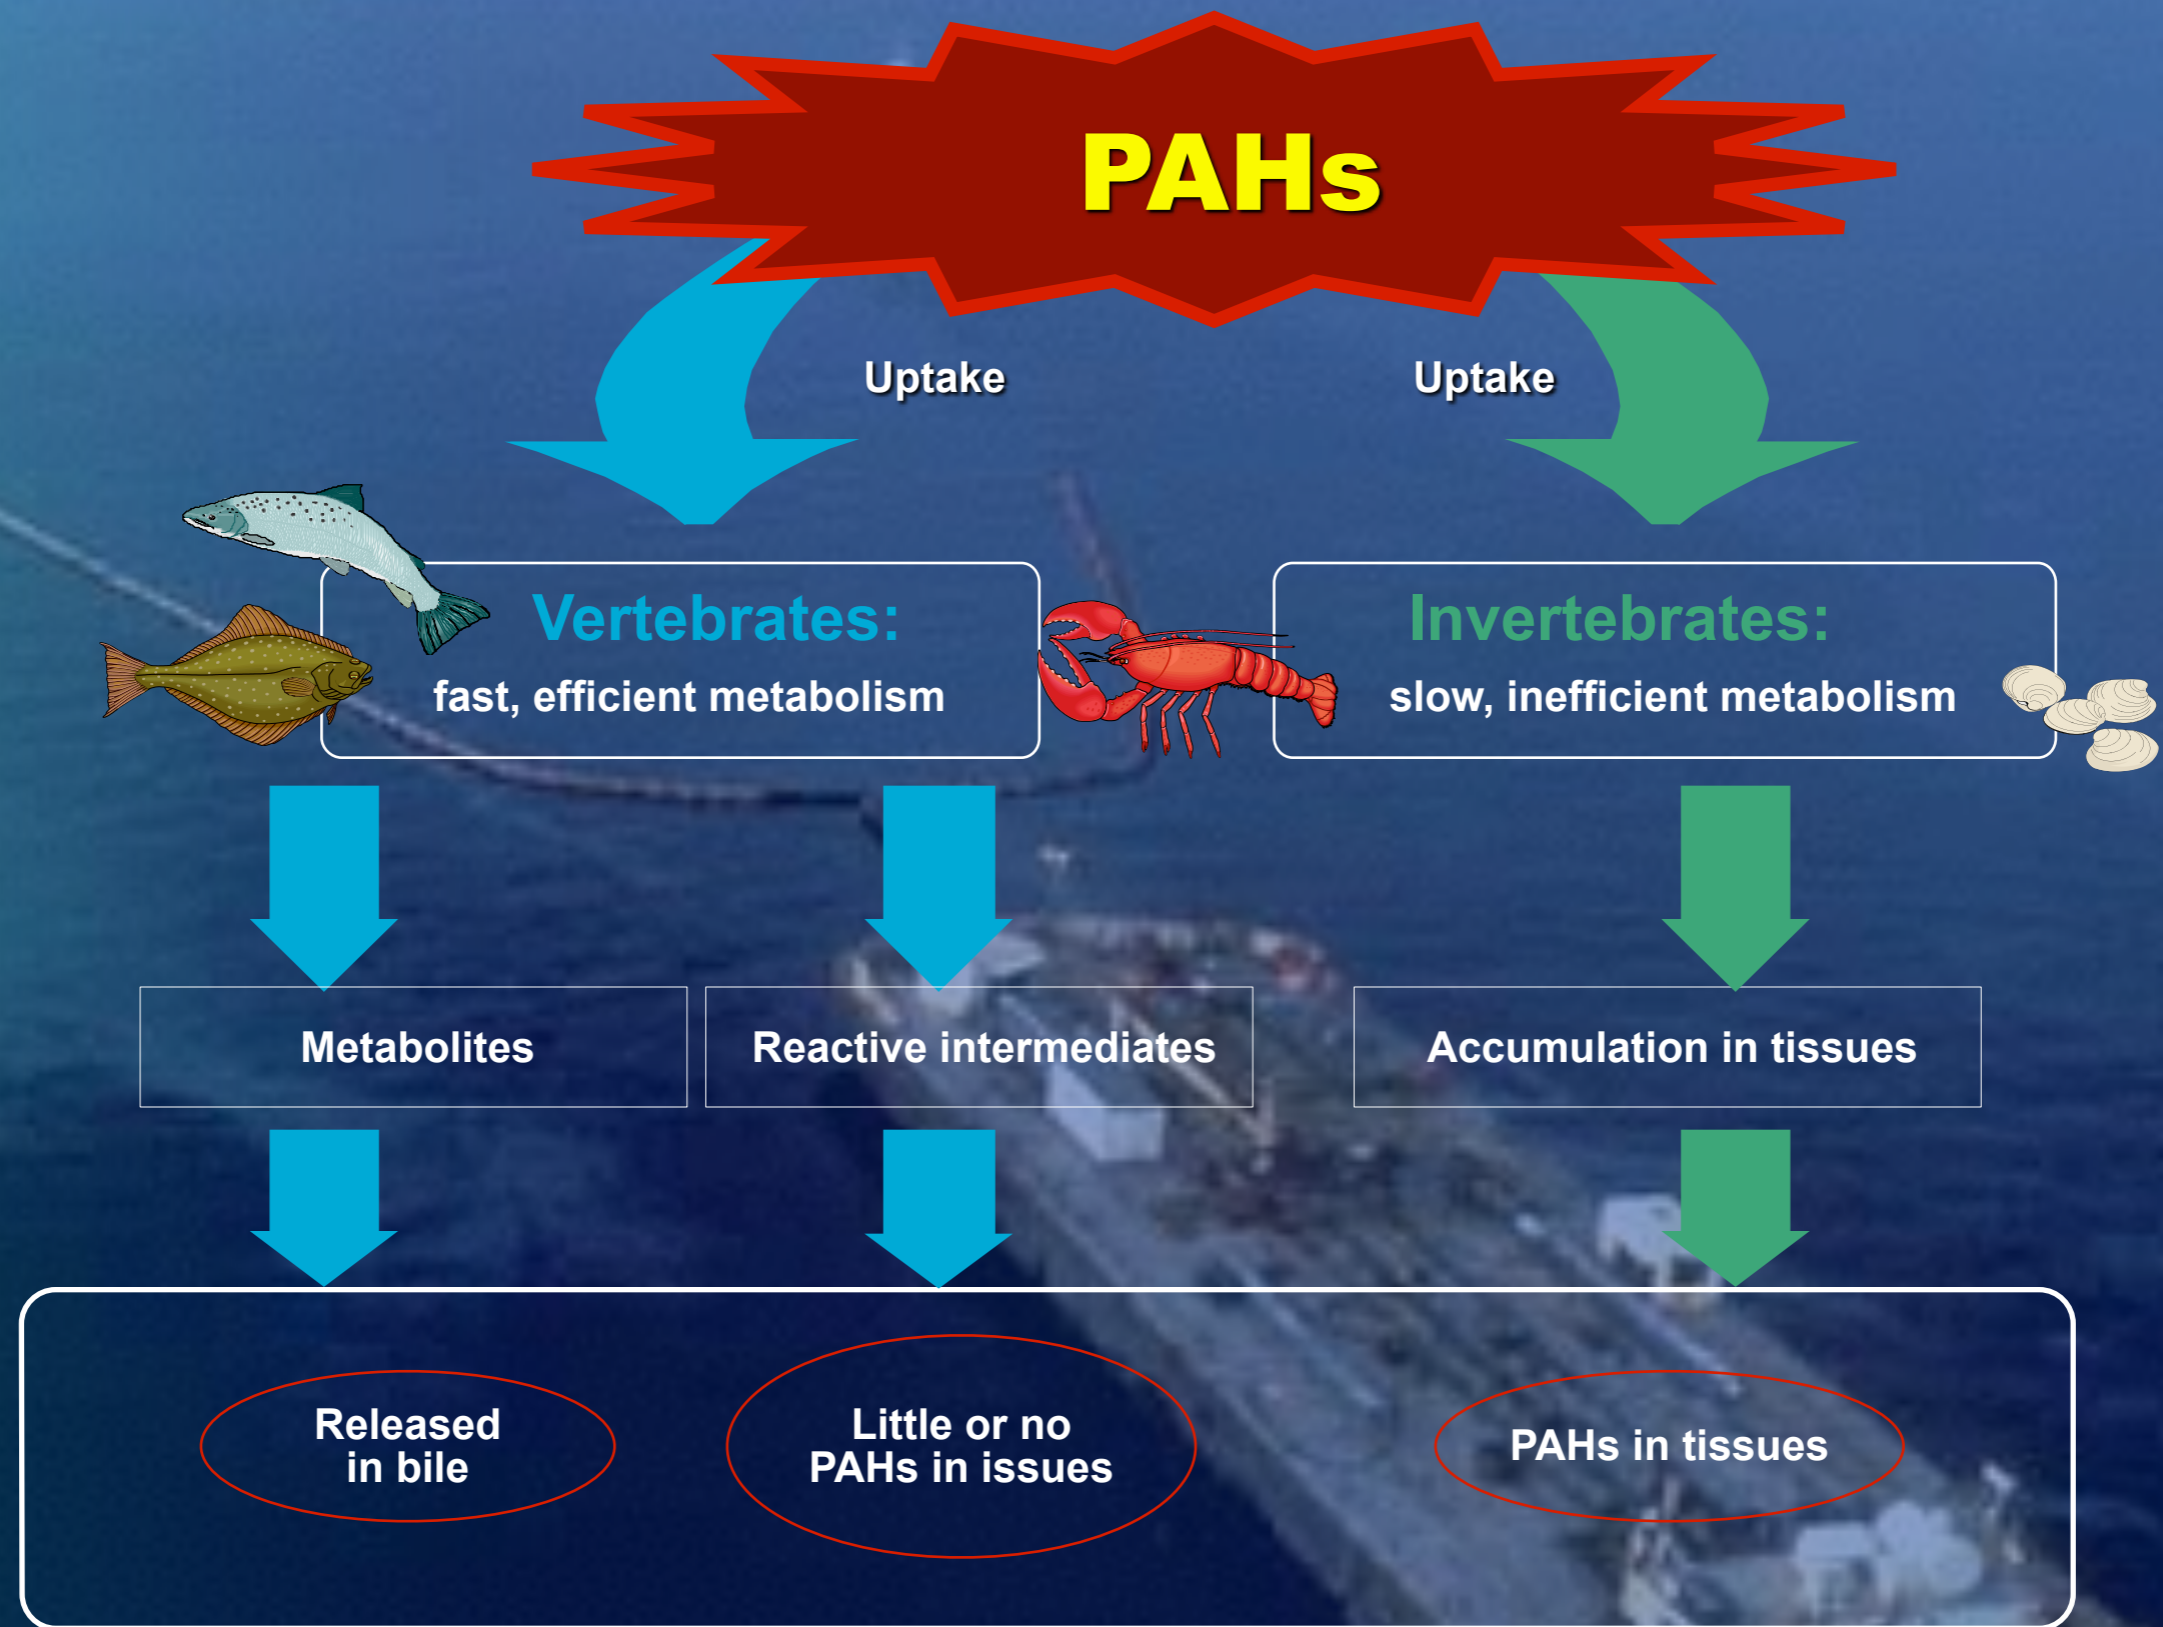 PAHs
Uptake
Uptake
Vertebrates:
fast, efficient metabolism
Invertebrates:
slow, inefficient metabolism
Metabolites
Reactive intermediates
Accumulation in tissues
Released
in bile
Little or no
PAHs in issues
PAHs in tissues